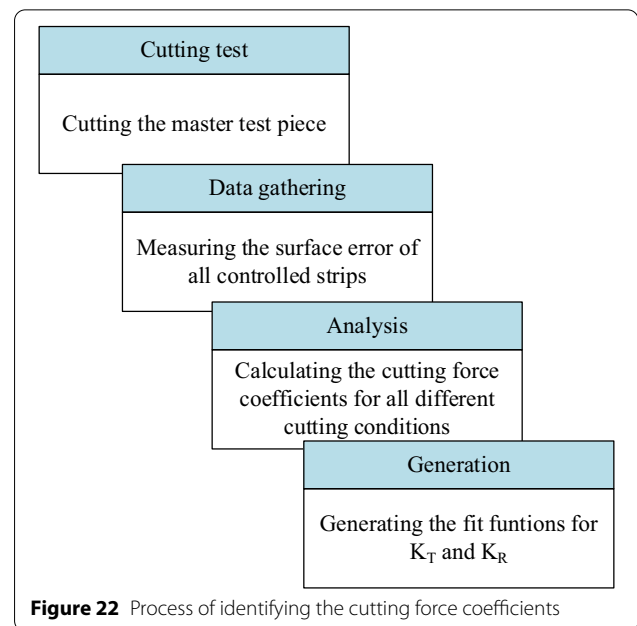 Cutting test
Cutting the master test piece
Data gathering
Measuring the surface error of
all controlled strips
Analysis
Calculating the cutting force
coefficients for all different
cutting conditions
Generation
Generating the fit funtions for
K_T and K_R
Figure 22 Process of identifying the cutting force coefficients